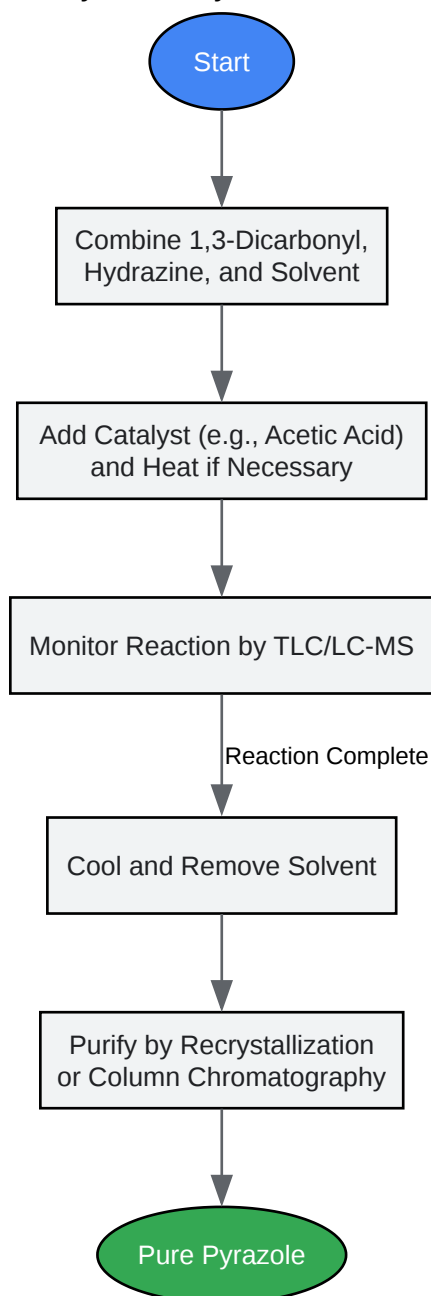 Start
Combine 1,3-Dicarbonyl,
Hydrazine, and Solvent
Add Catalyst (e.g., Acetic Acid)
and Heat if Necessary
Monitor Reaction by TLC/LC-MS
Reaction Complete
Cool and Remove Solvent
Purify by Recrystallization
or Column Chromatography
Pure Pyrazole